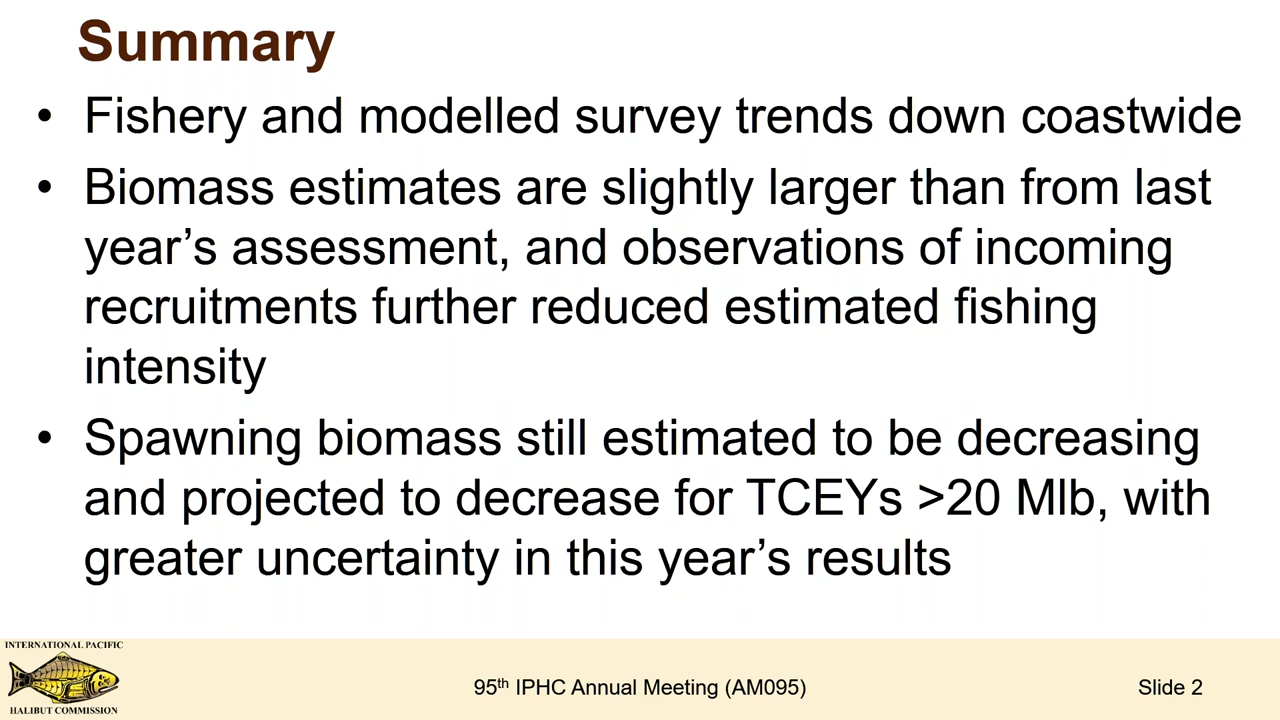 Summary
• Fishery and modelled survey trends down coastwide
• Biomass estimates are slightly larger than from last
year’s assessment, and observations of incoming
recruitments further reduced estimated fishing
intensity
• Spawning biomass still estimated to be decreasing
and projected to decrease for TCEYs >20 Mlb, with
greater uncertainty in this year’s results
INTERNATIONAL PACIFIC
HALIBUT COMMISSION
95th IPHC Annual Meeting (AM095)
Slide 2